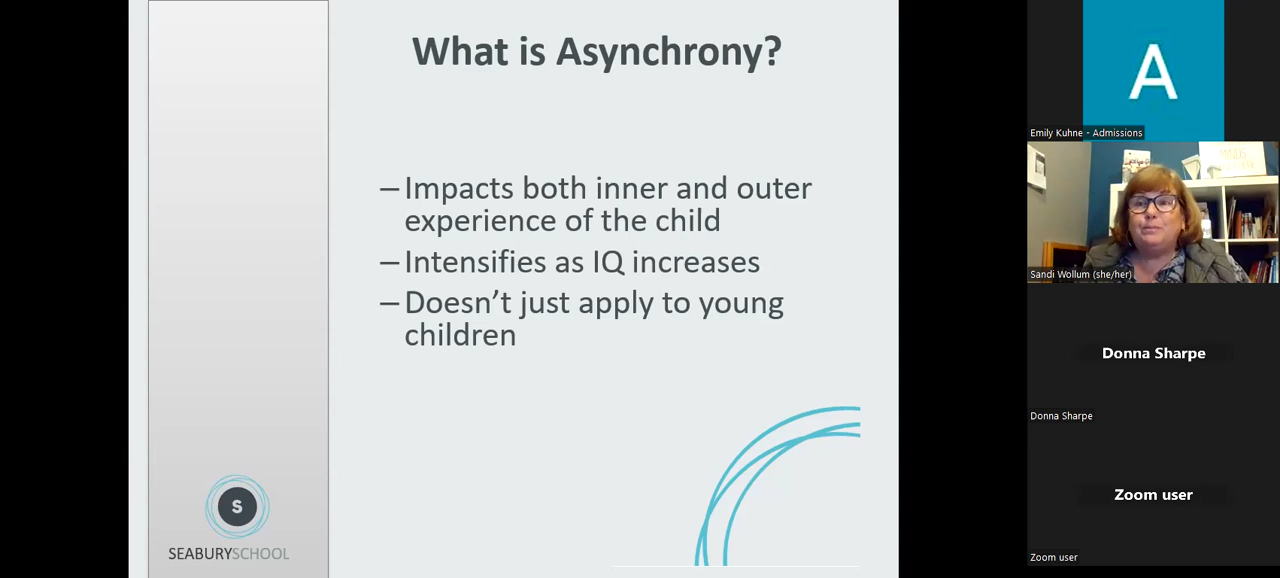 What is Asynchrony?
– Impacts both inner and outer
experience of the child
– Intensifies as IQ increases
– Doesn’t just apply to young
children
S
SEABURYSCHOOL
A
Emily Kuhne - Admissions
Sandi Wollum (she/her)
Donna Sharpe
Donna Sharpe
Zoom user
Zoom user